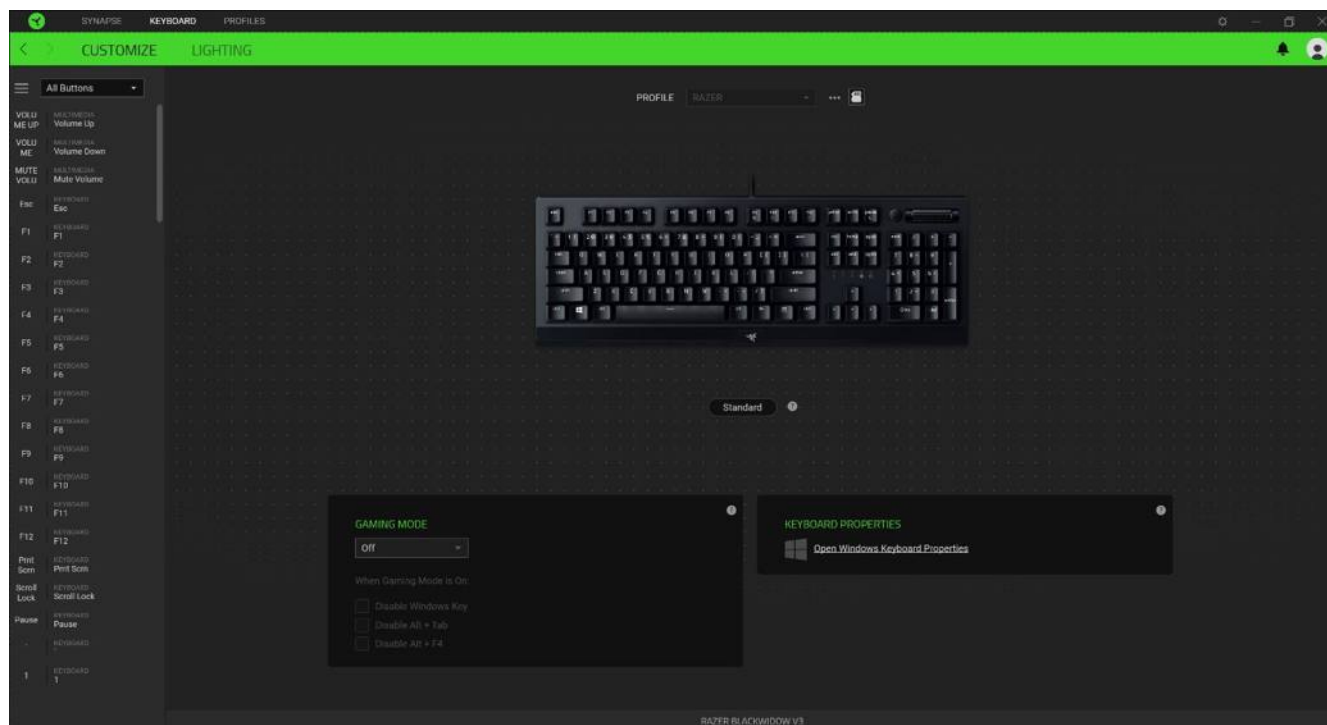 SYNAPSE KEYBOARD PROFILES
CUSTOMIZE LIGHTING
All Buttons
PROFILE RAZER
VOLU
ME UP
MULTIMEDIA
Volume Up
VOLU
ME
MULTIMEDIA
Volume Down
MUTE
VOLU
MULTIMEDIA
Mute Volume
Esc
KEYBOARD
Esc
F1
KEYBOARD
F1
F2
KEYBOARD
F2
F3
KEYBOARD
F3
F4
KEYBOARD
F4
F5
KEYBOARD
F5
F6
KEYBOARD
F6
F7
KEYBOARD
F7
F8
KEYBOARD
F8
F9
KEYBOARD
F9
F10
KEYBOARD
F10
F11
KEYBOARD
F11
F12
KEYBOARD
F12
Prnt
Scrn
KEYBOARD
Prnt Scrn
Scroll
Lock
KEYBOARD
Scroll Lock
Pause
KEYBOARD
Pause
KEYBOARD
1
KEYBOARD
1
Standard
GAMING MODE
Off
When Gaming Mode is On:
Disable Windows Key
Disable Alt + Tab
Disable Alt + F4
KEYBOARD PROPERTIES
Open Windows Keyboard Properties
RAZER BLACKWIDOW V3